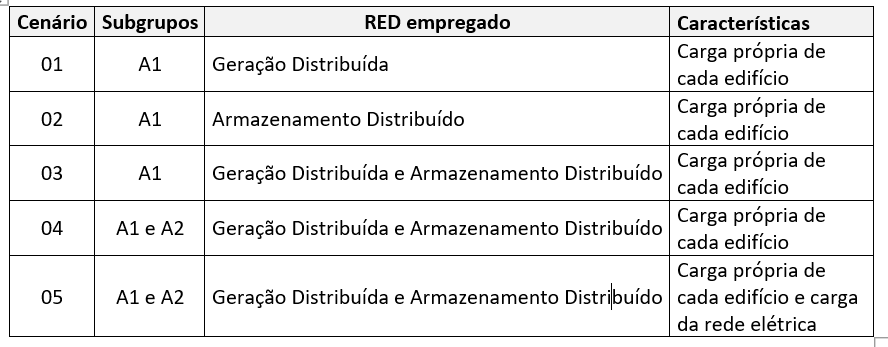 Cenário Subgrupos RED empregado Características
01 A1 Geração Distribuída Carga própria de
cada edifício
02 A1 Armazenamento Distribuído Carga própria de
cada edifício
03 A1 Geração Distribuída e Armazenamento Distribuído Carga própria de
cada edifício
04 A1 e A2 Geração Distribuída e Armazenamento Distribuído Carga própria de
cada edifício
05 A1 e A2 Geração Distribuída e Armazenamento Distribuído Carga própria de
cada edifício e carga
da rede elétrica